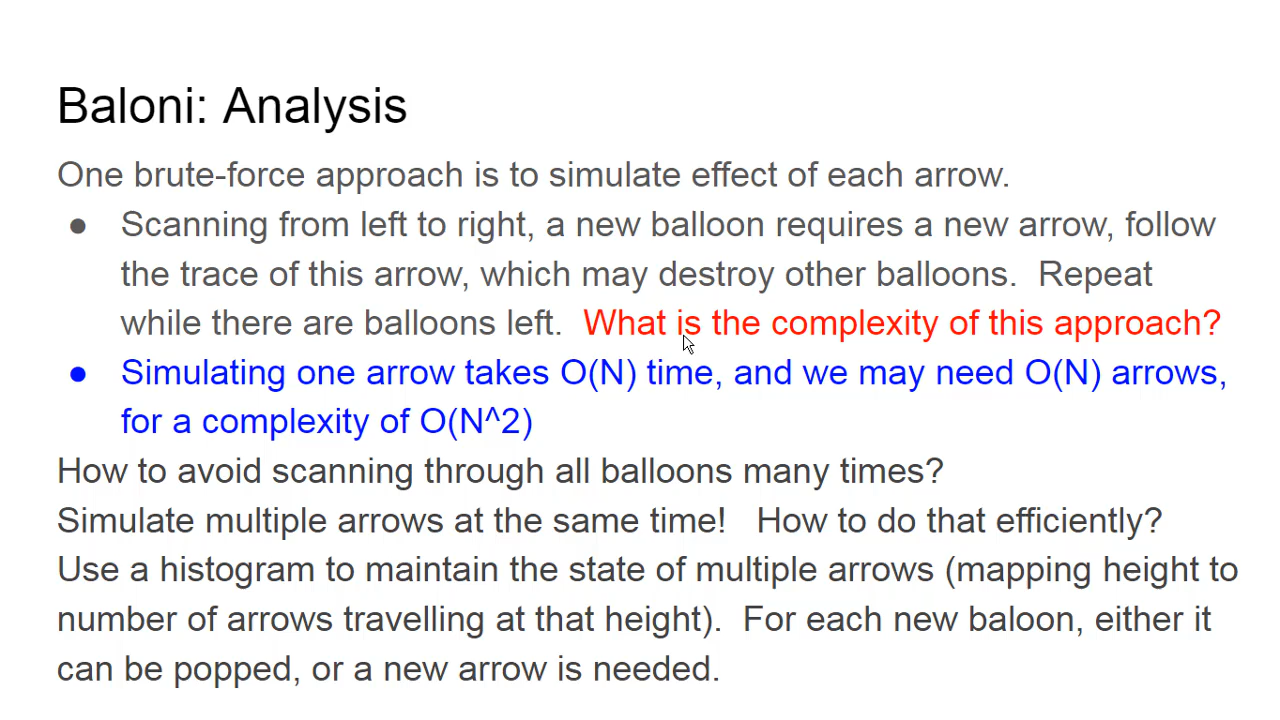 Baloni: Analysis
One brute-force approach is to simulate effect of each arrow.
● Scanning from left to right, a new balloon requires a new arrow, follow
the trace of this arrow, which may destroy other balloons. Repeat
while there are balloons left. What is the complexity of this approach?
● Simulating one arrow takes O(N) time, and we may need O(N) arrows,
for a complexity of O(N^2)
How to avoid scanning through all balloons many times?
Simulate multiple arrows at the same time! How to do that efficiently?
Use a histogram to maintain the state of multiple arrows (mapping height to
number of arrows travelling at that height). For each new baloon, either it
can be popped, or a new arrow is needed.